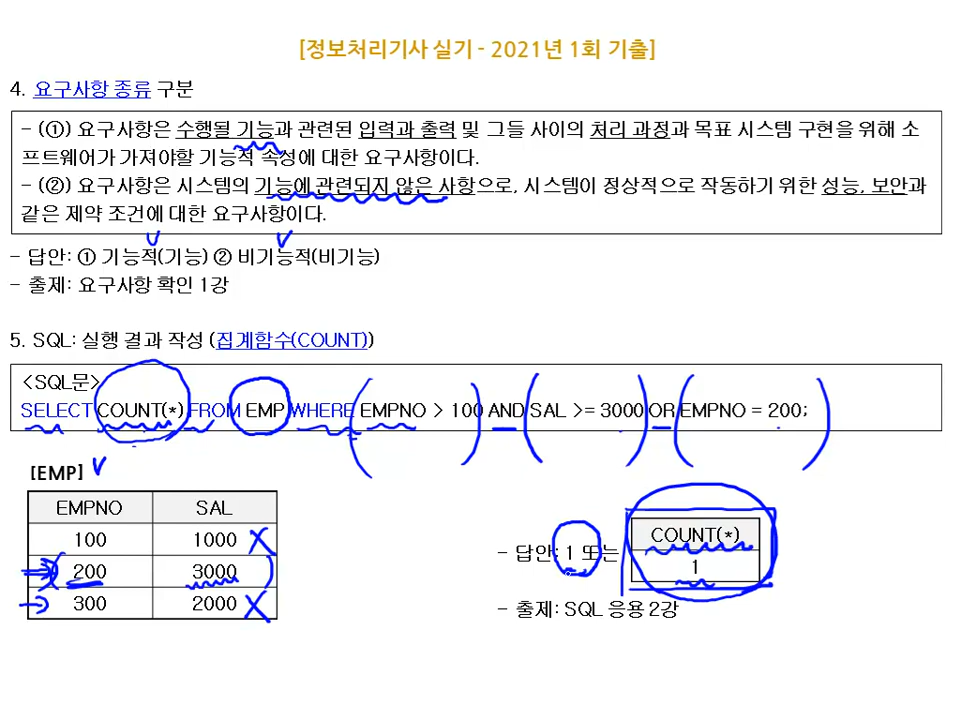 [정보처리기사 실기 - 2021년 1회 기출]
4. 요구사항 종류 구분
- (①) 요구사항은 수행될 기능과 관련된 입력과 출력 및 그들 사이의 처리 과정과 목표 시스템 구현을 위해 소
프트웨어가 가져야할 기능적 속성에 대한 요구사항이다.
- (②) 요구사항은 시스템의 기능에 관련되지 않은 사항으로, 시스템이 정상적으로 작동하기 위한 성능, 보안과
같은 제약 조건에 대한 요구사항이다.
- 답안: ① 기능적(기능) ② 비기능적(비기능)
- 출제: 요구사항 확인 1강
5. SQL: 실행 결과 작성 (집계함수(COUNT))
<SQL문>
SELECT COUNT(*) FROM EMP WHERE EMPNO > 100 AND SAL >= 3000 OR EMPNO = 200;
[EMP]
EMPNO SAL
100 1000
200 3000
300 2000
- 답안: 1 또는
COUNT(*)
1
- 출제: SQL 응용 2강